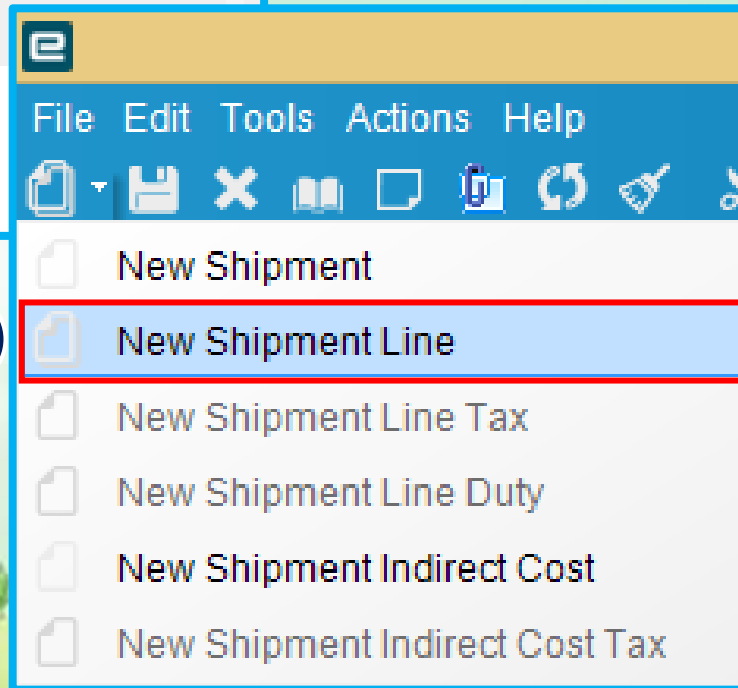 File Edit Tools Actions Help
New Shipment
New Shipment Line
New Shipment Line Tax
New Shipment Line Duty
New Shipment Indirect Cost
New Shipment Indirect Cost Tax